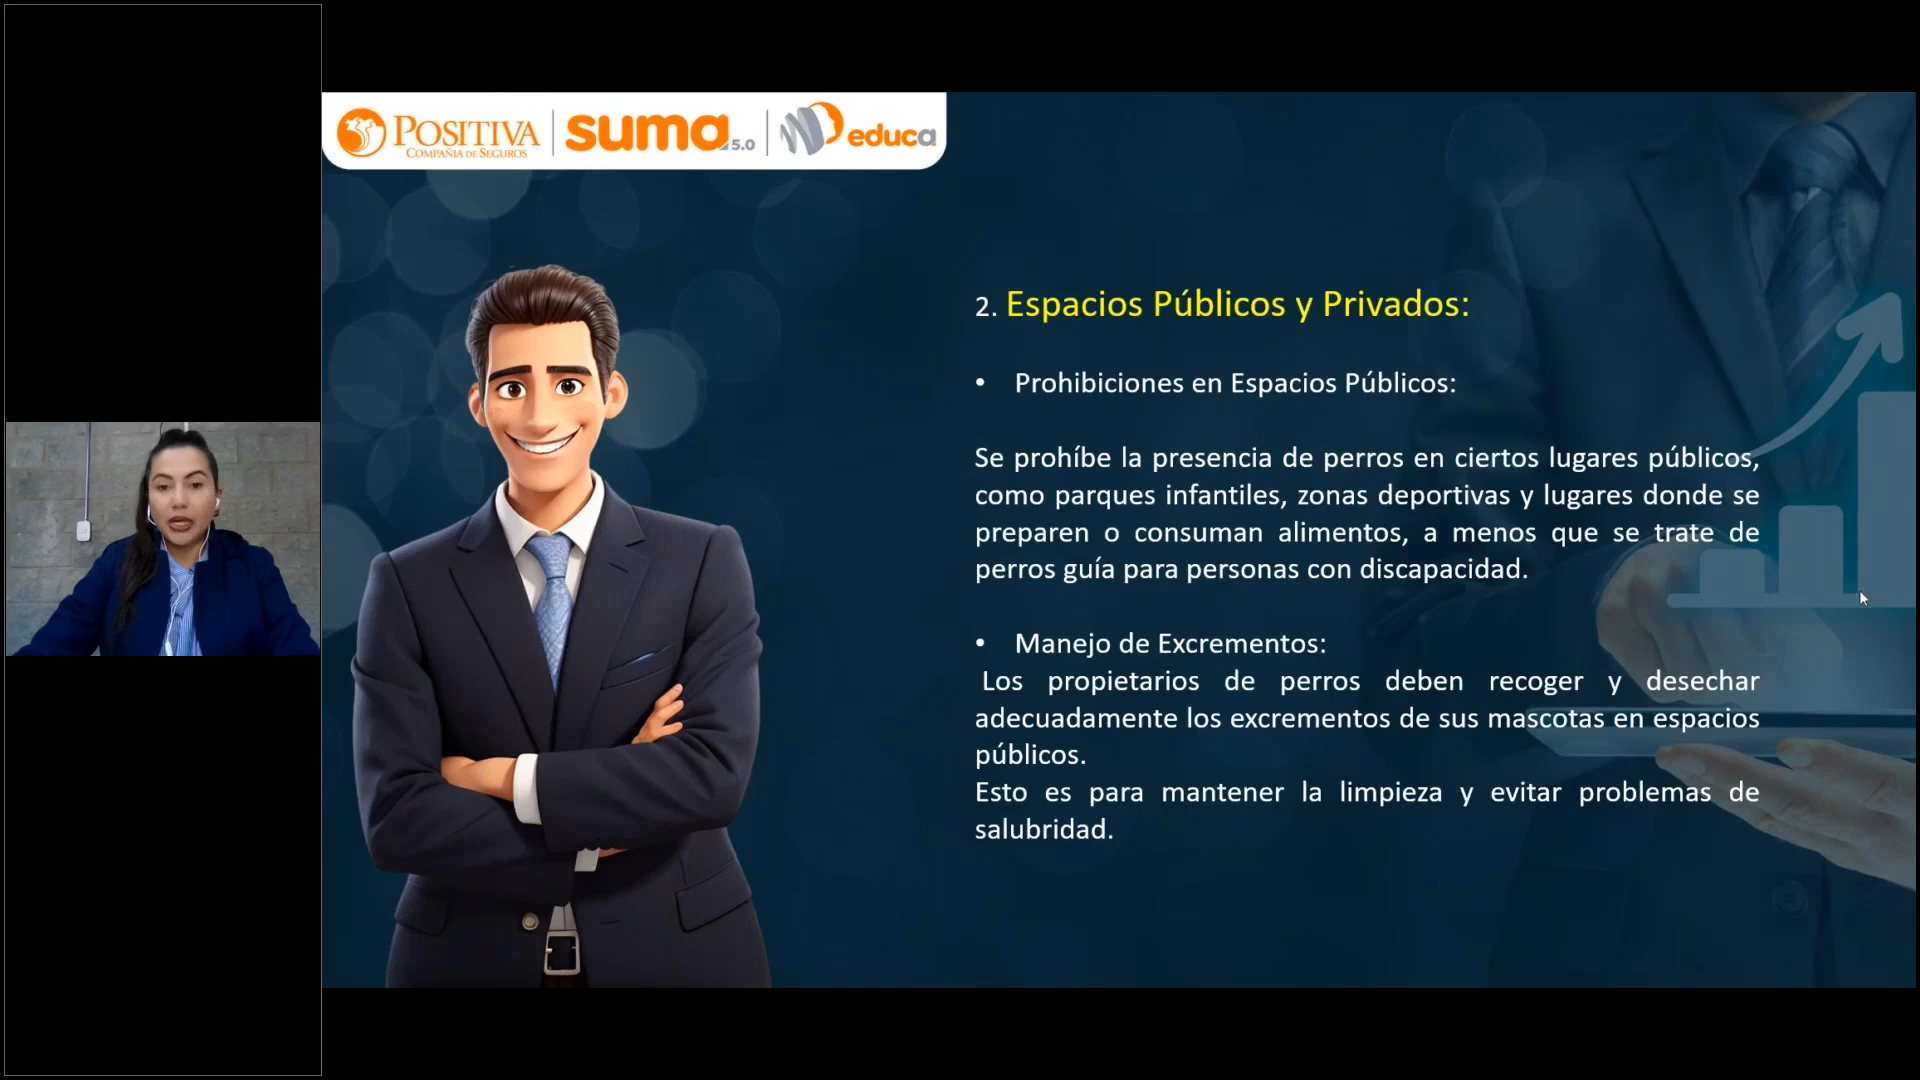 POSITIVA
COMPAÑIA DE SEGUROS
suma 5.0
educa
2. Espacios Públicos y Privados:
• Prohibiciones en Espacios Públicos:
Se prohíbe la presencia de perros en ciertos lugares públicos,
como parques infantiles, zonas deportivas y lugares donde se
preparen o consuman alimentos, a menos que se trate de
perros guía para personas con discapacidad.
• Manejo de Excrementos:
Los propietarios de perros deben recoger y desechar
adecuadamente los excrementos de sus mascotas en espacios
públicos.
Esto es para mantener la limpieza y evitar problemas de
salubridad.